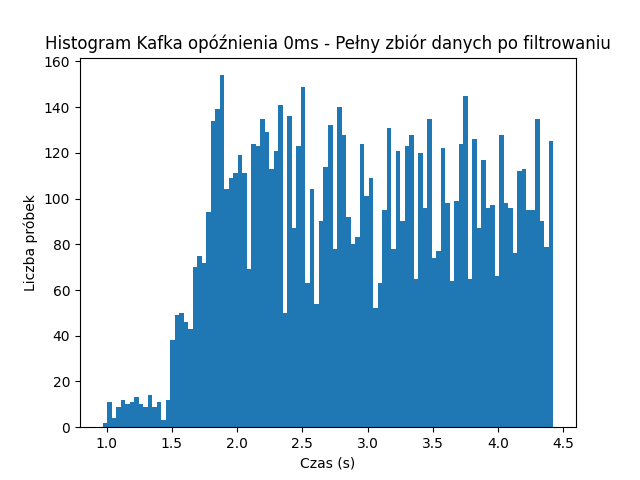 Histogram Kafka opóźnienia 0ms - Pełny zbiór danych po filtrowaniu
160
140
120
100
80
60
40
20
0
Liczba próbek
1.0 1.5 2.0 2.5 3.0 3.5 4.0 4.5
Czas (s)